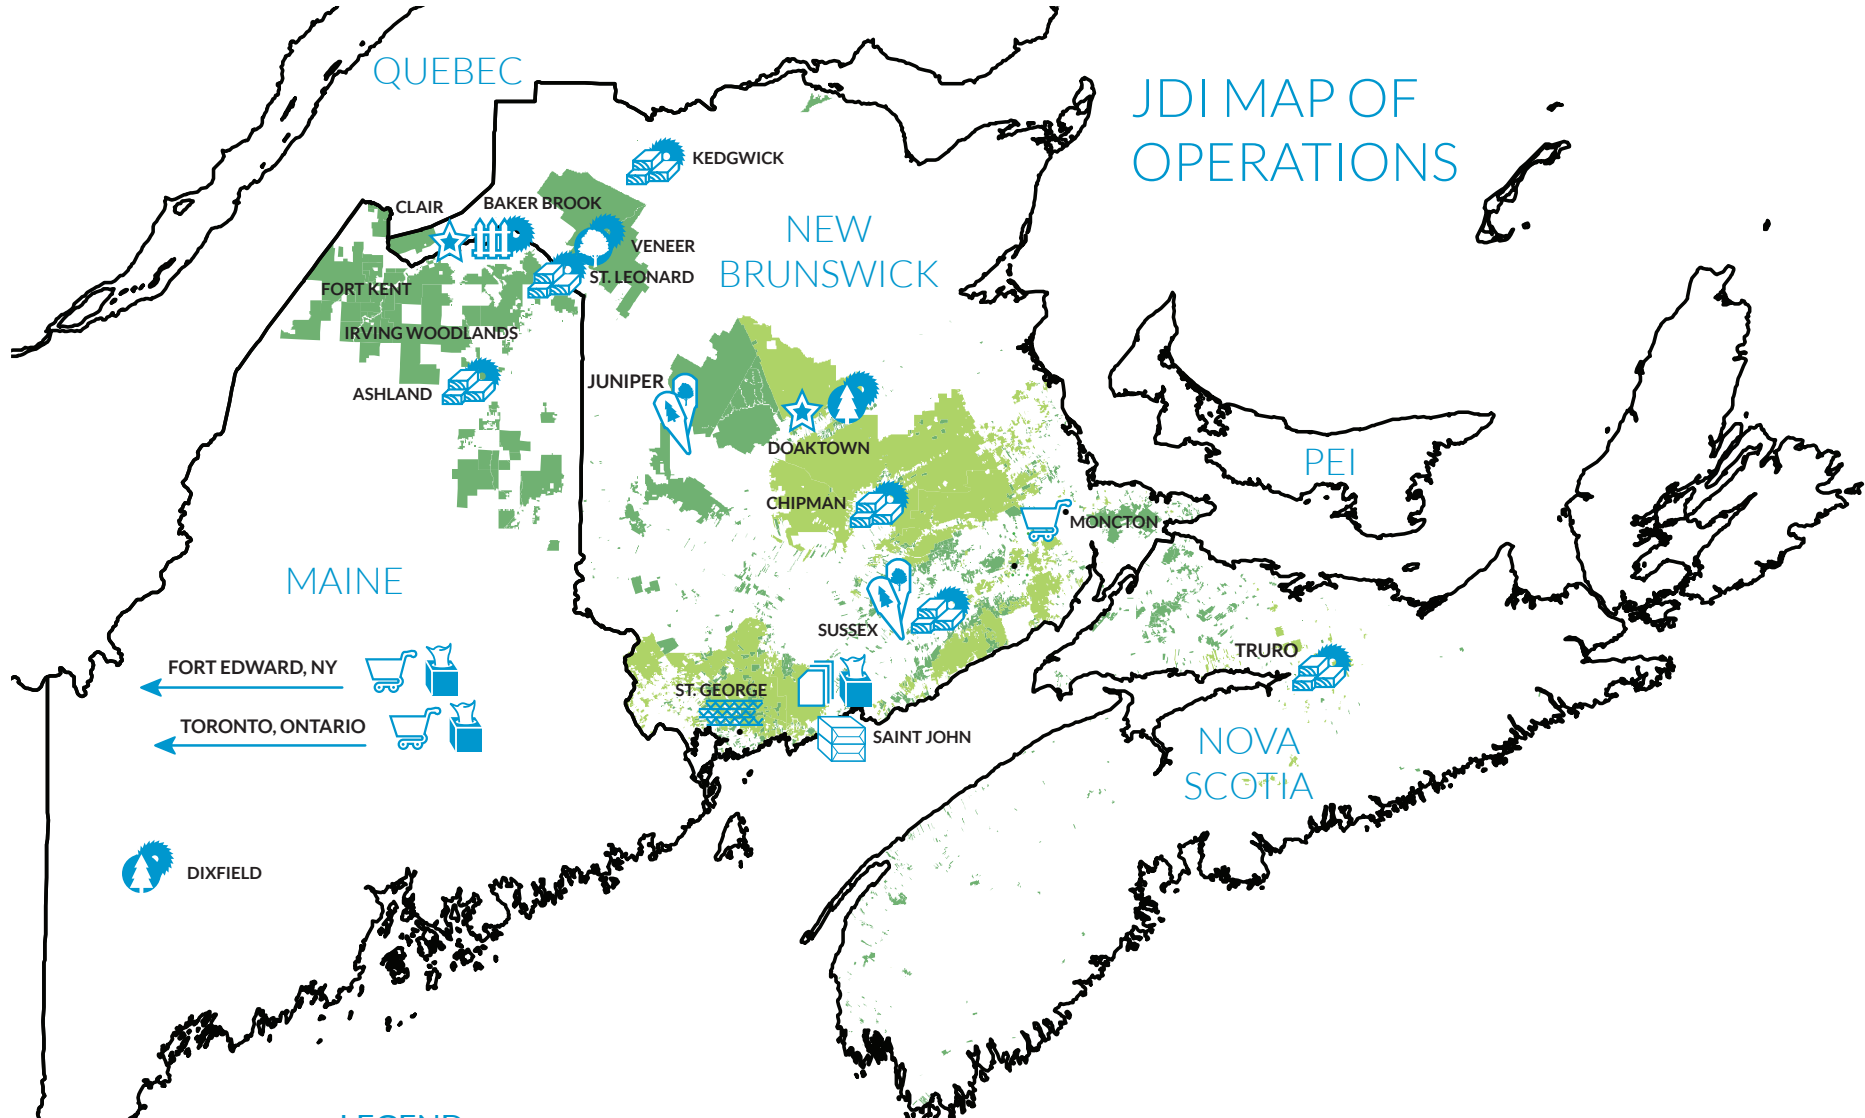 QUEBEC
JDI MAP OF
OPERATIONS
KEDGWICK
CLAIR
BAKER BROOK
NEW
BRUNSWICK
VENEER
ST. LEONARD
FORT KENT
IRVING WOODLANDS
ASHLAND
JUNIPER
DOAKTOWN
PEI
CHIPMAN
MONCTON
MAINE
SUSSEX
TRURO
FORT EDWARD, NY
ST. GEORGE
TORONTO, ONTARIO
SAINT JOHN
NOVA
SCOTIA
DIXFIELD
LEGEND